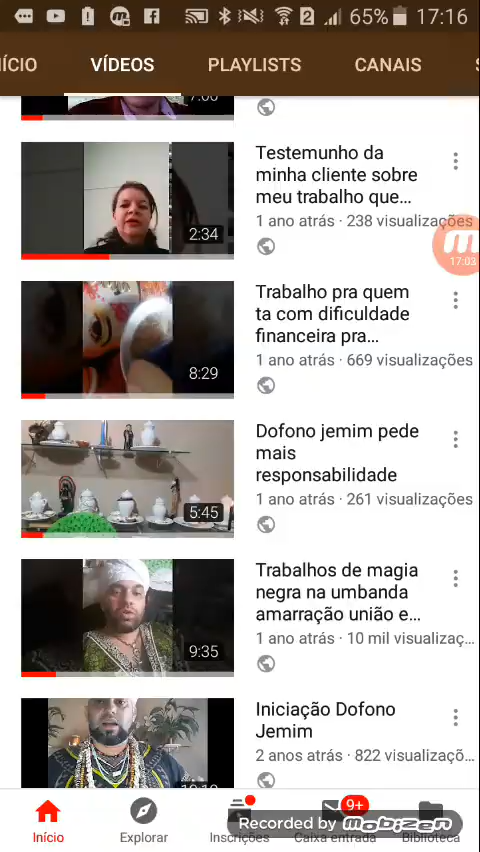 2 65% 17:16
ÍCIO VÍDEOS PLAYLISTS CANAIS S
7:00
Testemunho da
minha cliente sobre
meu trabalho que...
1 ano atrás · 238 visualizações
2:34
17:03
Trabalho pra quem
ta com dificuldade
financeira pra...
1 ano atrás · 669 visualizações
8:29
Dofono jemim pede
mais
responsabilidade
1 ano atrás · 261 visualizações
5:45
Trabalhos de magia
negra na umbanda
amarração união e...
1 ano atrás · 10 mil visualizaç...
9:35
Iniciação Dofono
Jemim
2 anos atrás · 822 visualizaçõ...
9+
Início Explorar Inscrições Caixa entrada Biblioteca
Recorded by mobizen